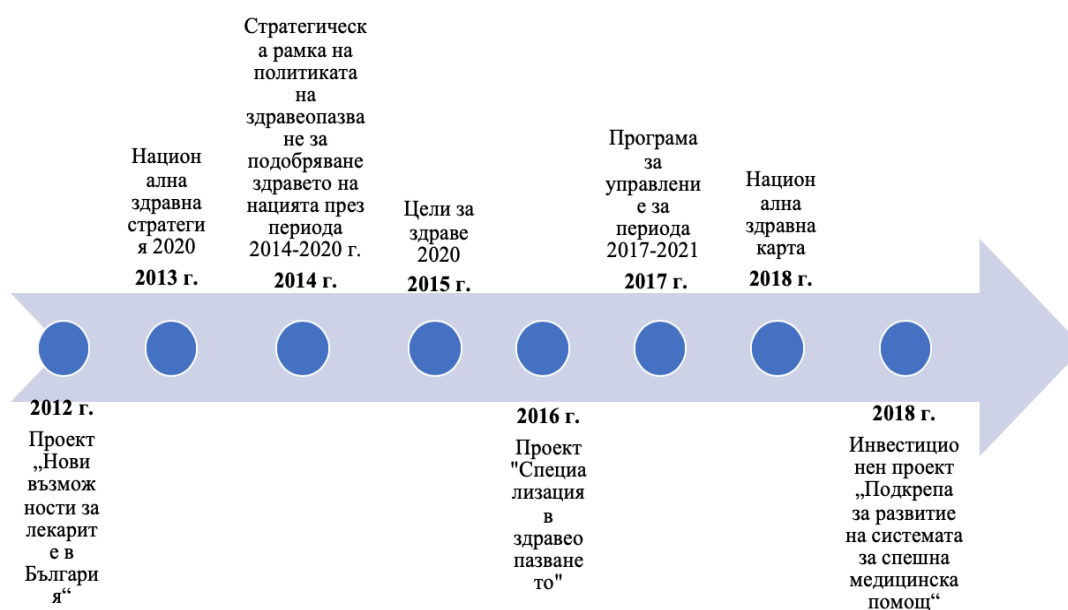 Национ
ална
здравна
стратеги
я 2020
2013 г.
Стратегическ
а рамка на
политиката
на
здравеопазва
не за
подобряване
здравето на
нацията през
периода
2014-2020 г.
2014 г.
Цели за
здраве
2020
2015 г.
Програма
за
управлени
е за
периода
2017-2021
2017 г.
Национ
ална
здравна
карта
2018 г.
2012 г.
Проект
„Нови
възмож
ности за
лекарит
е в
Българи
я“
2016 г.
Проект
"Специа
лизация
в
здравео
пазване
то"
2018 г.
Инвестицио
нен проект
„Подкрепа
за развитие
на системата
за спешна
медицинска
помощ“